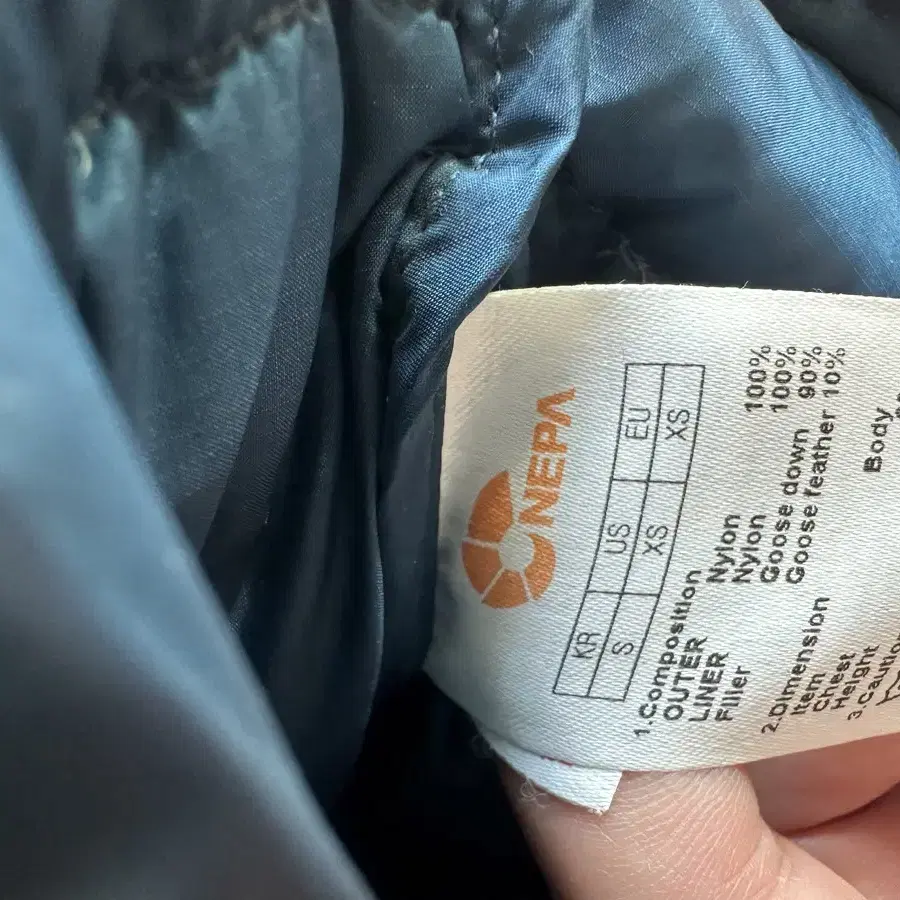 NEPA
KR US EU
S XS XS
1.Composition
OUTER Nylon 100%
LINER Nylon 100%
Filler Goose down 90%
Goose feather 10%
2.Dimension
Item Body
Chest
Height